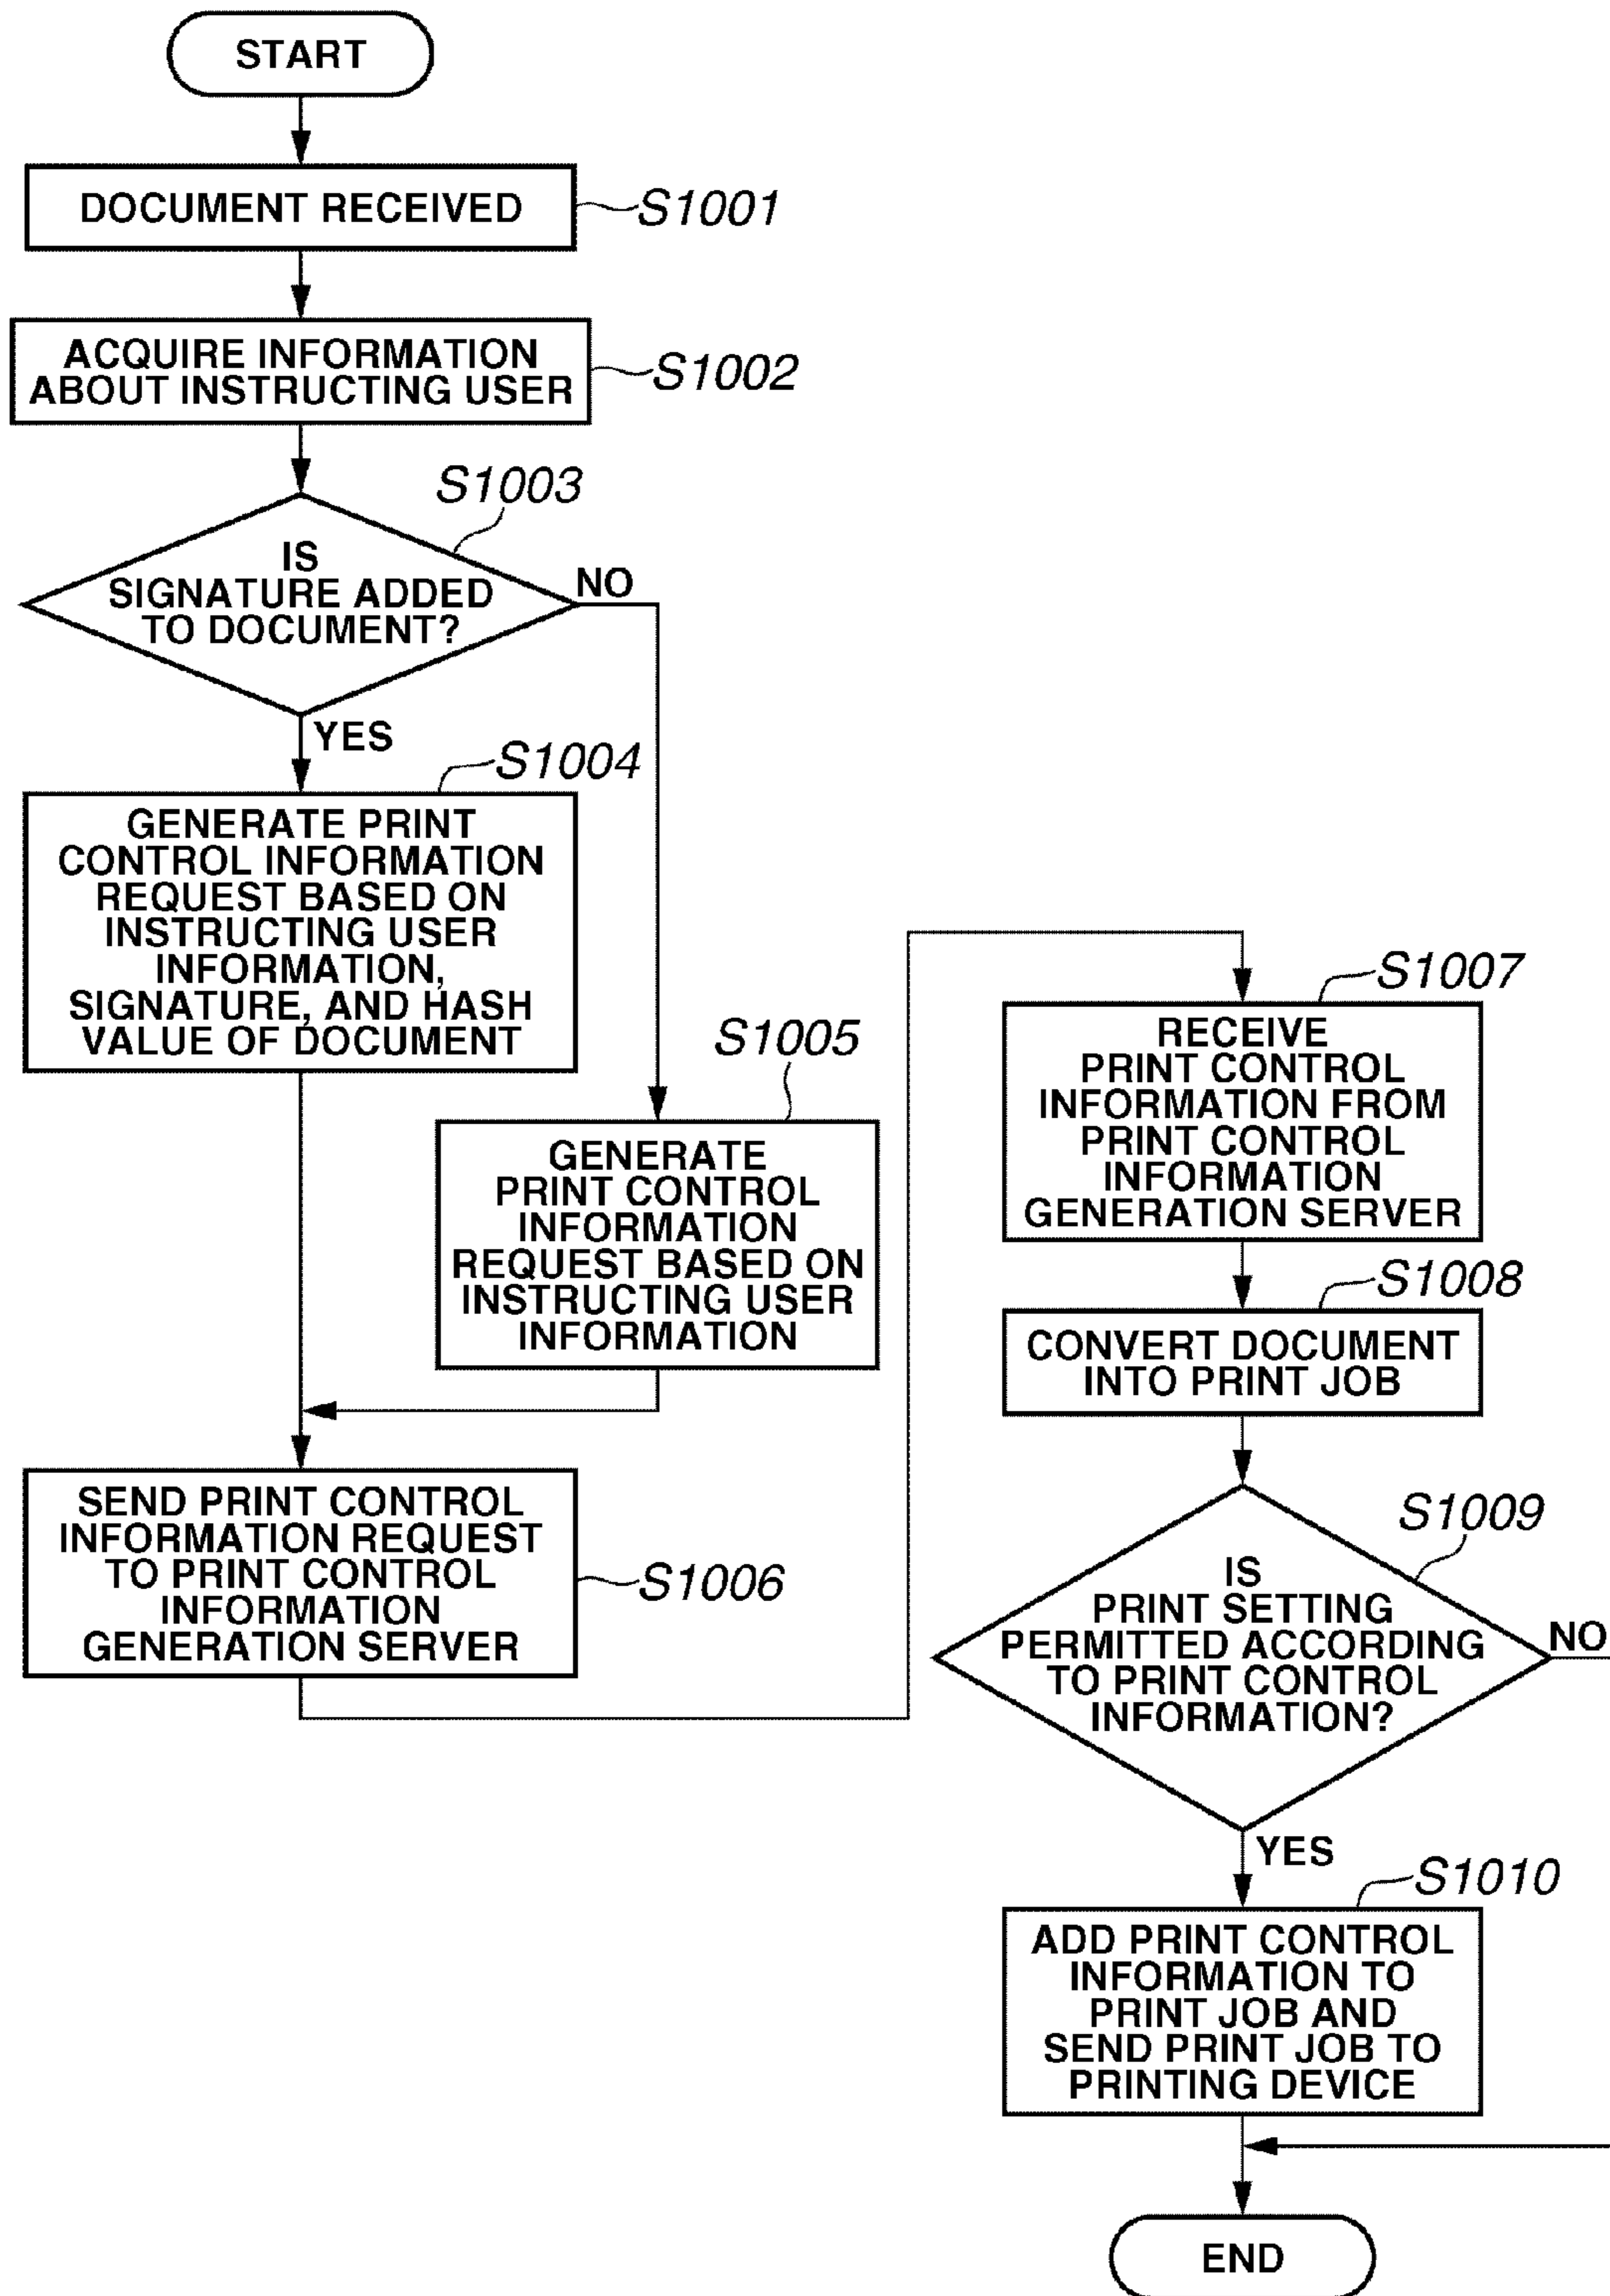 START
DOCUMENT RECEIVED
S1001
ACQUIRE INFORMATION
ABOUT INSTRUCTING USER
S1002
S1003
IS
SIGNATURE ADDED
TO DOCUMENT?
NO
YES
S1004
GENERATE PRINT
CONTROL INFORMATION
REQUEST BASED ON
INSTRUCTING USER
INFORMATION,
SIGNATURE, AND HASH
VALUE OF DOCUMENT
S1005
GENERATE
PRINT CONTROL
INFORMATION
REQUEST BASED ON
INSTRUCTING USER
INFORMATION
SEND PRINT CONTROL
INFORMATION REQUEST
TO PRINT CONTROL
INFORMATION
GENERATION SERVER
S1006
S1007
RECEIVE
PRINT CONTROL
INFORMATION FROM
PRINT CONTROL
INFORMATION
GENERATION SERVER
S1008
CONVERT DOCUMENT
INTO PRINT JOB
S1009
IS
PRINT SETTING
PERMITTED ACCORDING
TO PRINT CONTROL
INFORMATION?
NO
YES
S1010
ADD PRINT CONTROL
INFORMATION TO
PRINT JOB AND
SEND PRINT JOB TO
PRINTING DEVICE
END